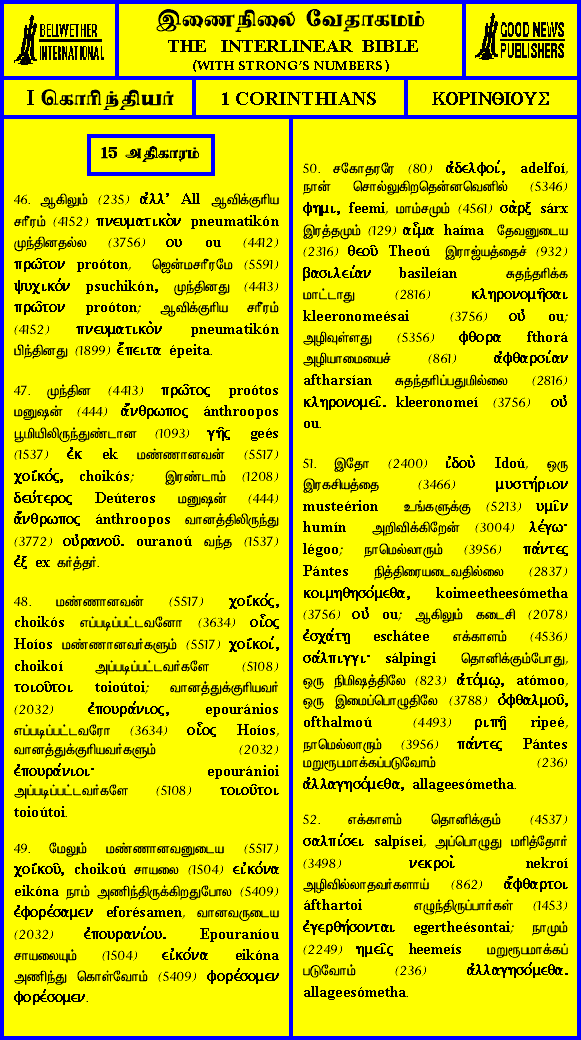 BELLWETHER
INTERNATIONAL
இணைநிலை வேதாகமம்
THE INTERLINEAR BIBLE
(WITH STRONG'S NUMBERS)
GOOD NEWS
PUBLISHERS
I கொரிந்தியர்
1 CORINTHIANS
ΚΟΡΙΝΘΙΟΥΣ
15 அதிகாரம்
46. ஆகிலும் (235) ἀλλ' All ஆவிக்குரிய
சரீரம் (4152) πνευματικὸν pneumatikón
முந்தினதல்ல (3756) ου ou (4412)
πρῶτον proóton, ஜென்மசரீரமே (5591)
ψυχικόν, psuchikón, முந்தினது (4413)
πρῶτον proóton; ஆவிக்குரிய சரீரம்
(4152) πνευματικὸν pneumatikón
பிந்தினது (1899) ἔπειτα épeita.
47. முந்தின (4413) πρῶτος proótos
மனுஷன் (444) ἄνθρωπος ánthroopos
பூமியிலிருந்துண்டான (1093) γῆς geés
(1537) ἐκ ek மண்ணானவன் (5517)
χοϊκός, choikós; இரண்டாம் (1208)
δεύτερος Deúteros மனுஷன் (444)
ἄνθρωπος ánthroopos வானத்திலிருந்து
(3772) οὐρανοῦ. ouranoú வந்த (1537)
ἐξ ex கர்த்தர்.
48. மண்ணானவன் (5517) χοϊκός,
choikós எப்படிப்பட்டவனோ (3634) οἷος
Hoíos மண்ணானவர்களும் (5517) χοϊκοί,
choikoí அப்படிப்பட்டவர்களே (5108)
τοιοῦτοι toioútoi; வானத்துக்குரியவர்
(2032) ἐπουράνιος, epouránios
எப்படிப்பட்டவரோ (3634) οἷος Hoíos,
வானத்துக்குரியவர்களும் (2032)
ἐπουράνιοι· epouránioi
அப்படிப்பட்டவர்களே (5108) τοιοῦτοι
toioútoi.
49. மேலும் மண்ணானவனுடைய (5517)
χοϊκοῦ, choikoú சாயலை (1504) εἰκόνα
eikóna நாம் அணிந்திருக்கிறதுபோல (5409)
ἐφορέσαμεν eforésamen, வானவருடைய
(2032) ἐπουρανίου. Epouraníou
சாயலையும் (1504) εἰκόνα eikóna
அணிந்து கொள்வோம் (5409) φορέσομεν
φορέσομεν.
50. சகோதரரே (80) ἀδελφοί, adelfoí,
நான் சொல்லுகிறதென்னவெனில் (5346)
φημι, feemi, மாம்சமும் (4561) σὰρξ sárx
இரத்தமும் (129) αἷμα haíma தேவனுடைய
(2316) θεοῦ Theoú இராஜ்யத்தைச் (932)
βασιλείαν basileían சுதந்தரிக்க
மாட்டாது (2816) κληρονομῆσαι
kleeronomeésai (3756) οὐ ou;
அழிவுள்ளது (5356) φθορα fthorá
அழியாமையைச் (861) ἀφθαρσίαν
aftharsían சுதந்தரிப்பதுமில்லை (2816)
κληρονομεῖ. kleeronomeí (3756) οὐ
ou.
51. இதோ (2400) ἰδοὺ Idoú, ஒரு
இரகசியத்தை (3466) μυστήριον
musteérion உங்களுக்கு (5213) υμῖν
humín அறிவிக்கிறேன் (3004) λέγω·
légoo; நாமெல்லாரும் (3956) πάντες
Pántes நித்திரையடைவதில்லை (2837)
κοιμηθησόμεθα, koimeetheesómetha
(3756) οὐ ou; ஆகிலும் கடைசி (2078)
ἐσχάτῃ eschátee எக்காளம் (4536)
σάλπιγγι· sálpingi தொனிக்கும்போது,
ஒரு நிமிஷத்திலே (823) ἀτόμῳ, atómoo,
ஒரு இமைப்பொழுதிலே (3788) ὀφθαλμοῦ,
ofthalmoú (4493) ριπῇ ripeé,
நாமெல்லாரும் (3956) πάντες Pántes
மறுரூபமாக்கப்படுவோம் (236)
ἀλλαγησόμεθα, allageesómetha.
52. எக்காளம் தொனிக்கும் (4537)
σαλπίσει salpísei, அப்பொழுது மரித்தோர்
(3498) νεκροὶ nekroí
அழிவில்லாதவர்களாய் (862) ἄφθαρτοι
áfthartoi எழுந்திருப்பார்கள் (1453)
ἐγερθήσονται egertheésontai; நாமும்
(2249) ημεῖς heemeís மறுரூபமாக்கப்
படுவோம் (236) ἀλλαγησόμεθα.
allageesómetha.